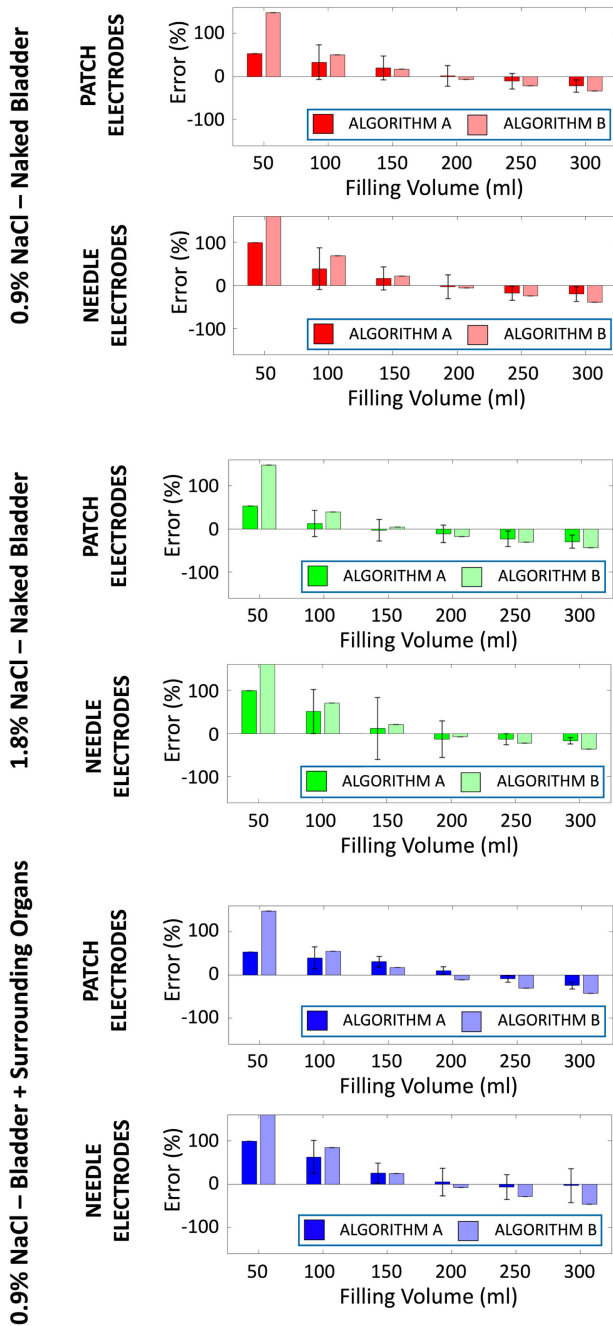 0.9% NaCl – Naked Bladder
PATCH
ELECTRODES
Error (%)
100
0
-100
ALGORITHM A
ALGORITHM B
50 100 150 200 250 300
Filling Volume (ml)
NEEDLE
ELECTRODES
Error (%)
100
0
-100
ALGORITHM A
ALGORITHM B
50 100 150 200 250 300
Filling Volume (ml)
1.8% NaCl – Naked Bladder
PATCH
ELECTRODES
Error (%)
100
0
-100
ALGORITHM A
ALGORITHM B
50 100 150 200 250 300
Filling Volume (ml)
NEEDLE
ELECTRODES
Error (%)
100
0
-100
ALGORITHM A
ALGORITHM B
50 100 150 200 250 300
Filling Volume (ml)
0.9% NaCl – Bladder + Surrounding Organs
PATCH
ELECTRODES
Error (%)
100
0
-100
ALGORITHM A
ALGORITHM B
50 100 150 200 250 300
Filling Volume (ml)
NEEDLE
ELECTRODES
Error (%)
100
0
-100
ALGORITHM A
ALGORITHM B
50 100 150 200 250 300
Filling Volume (ml)